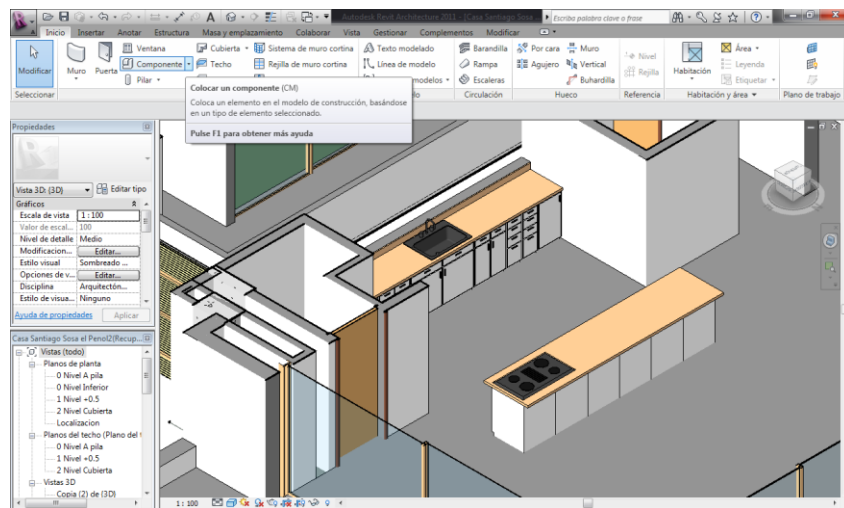 Autodesk Revit Architecture 2011 - [Casa Santiago Sosa
Escriba palabra clave o frase
Inicio Insertar Anotar Estructura Masa y emplazamiento Colaborar Vista Gestionar Complementos Modificar
Modificar
Muro
Puerta
Ventana
Componente
Pilar
Cubierta
Techo
Sistema de muro cortina
Rejilla de muro cortina
Texto modelado
Línea de modelo
modelos
Barandilla
Rampa
Escaleras
Por cara
Agujero
Muro
Vertical
Buhardilla
Nivel
Rejilla
Habitación
Área
Leyenda
Etiquetar
Seleccionar
Circulación
Hueco
Referencia
Habitación y área
Plano de trabajo
Colocar un componente (CM)
Coloca un elemento en el modelo de construcción, basándose
en un tipo de elemento seleccionado.
Pulse F1 para obtener más ayuda
Propiedades
Vista 3D: {3D} Editar tipo
Gráficos
Escala de vista 1 : 100
Valor de escal... 100
Nivel de detalle Medio
Modificacion... Editar...
Estilo visual Sombreado ...
Opciones de v... Editar...
Disciplina Arquitectón...
Estilo de visua... Ninguno
Ayuda de propiedades Aplicar
Casa Santiago Sosa el Penol2(Recup...
Vistas (todo)
Planos de planta
0 Nivel A pila
0 Nivel Inferior
1 Nivel +0.5
2 Nivel Cubierta
Localizacion
Planos del techo (Plano del t
0 Nivel A pila
1 Nivel +0.5
2 Nivel Cubierta
Vistas 3D
Copia (2) de {3D}
1 : 100